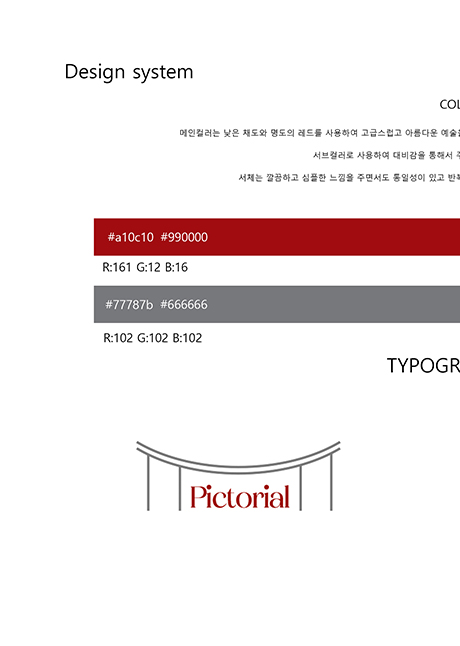 Design system
COL
메인컬러는 낮은 채도와 명도의 레드를 사용하여 고급스럽고 아름다운 예술을
서브컬러로 사용하여 대비감을 통해서
서체는 깔끔하고 심플한 느낌을 주면서도 통일성이 있고 반복
#a10c10 #990000
R:161 G:12 B:16
#77787b #666666
R:102 G:102 B:102
TYPOGR
Pictorial